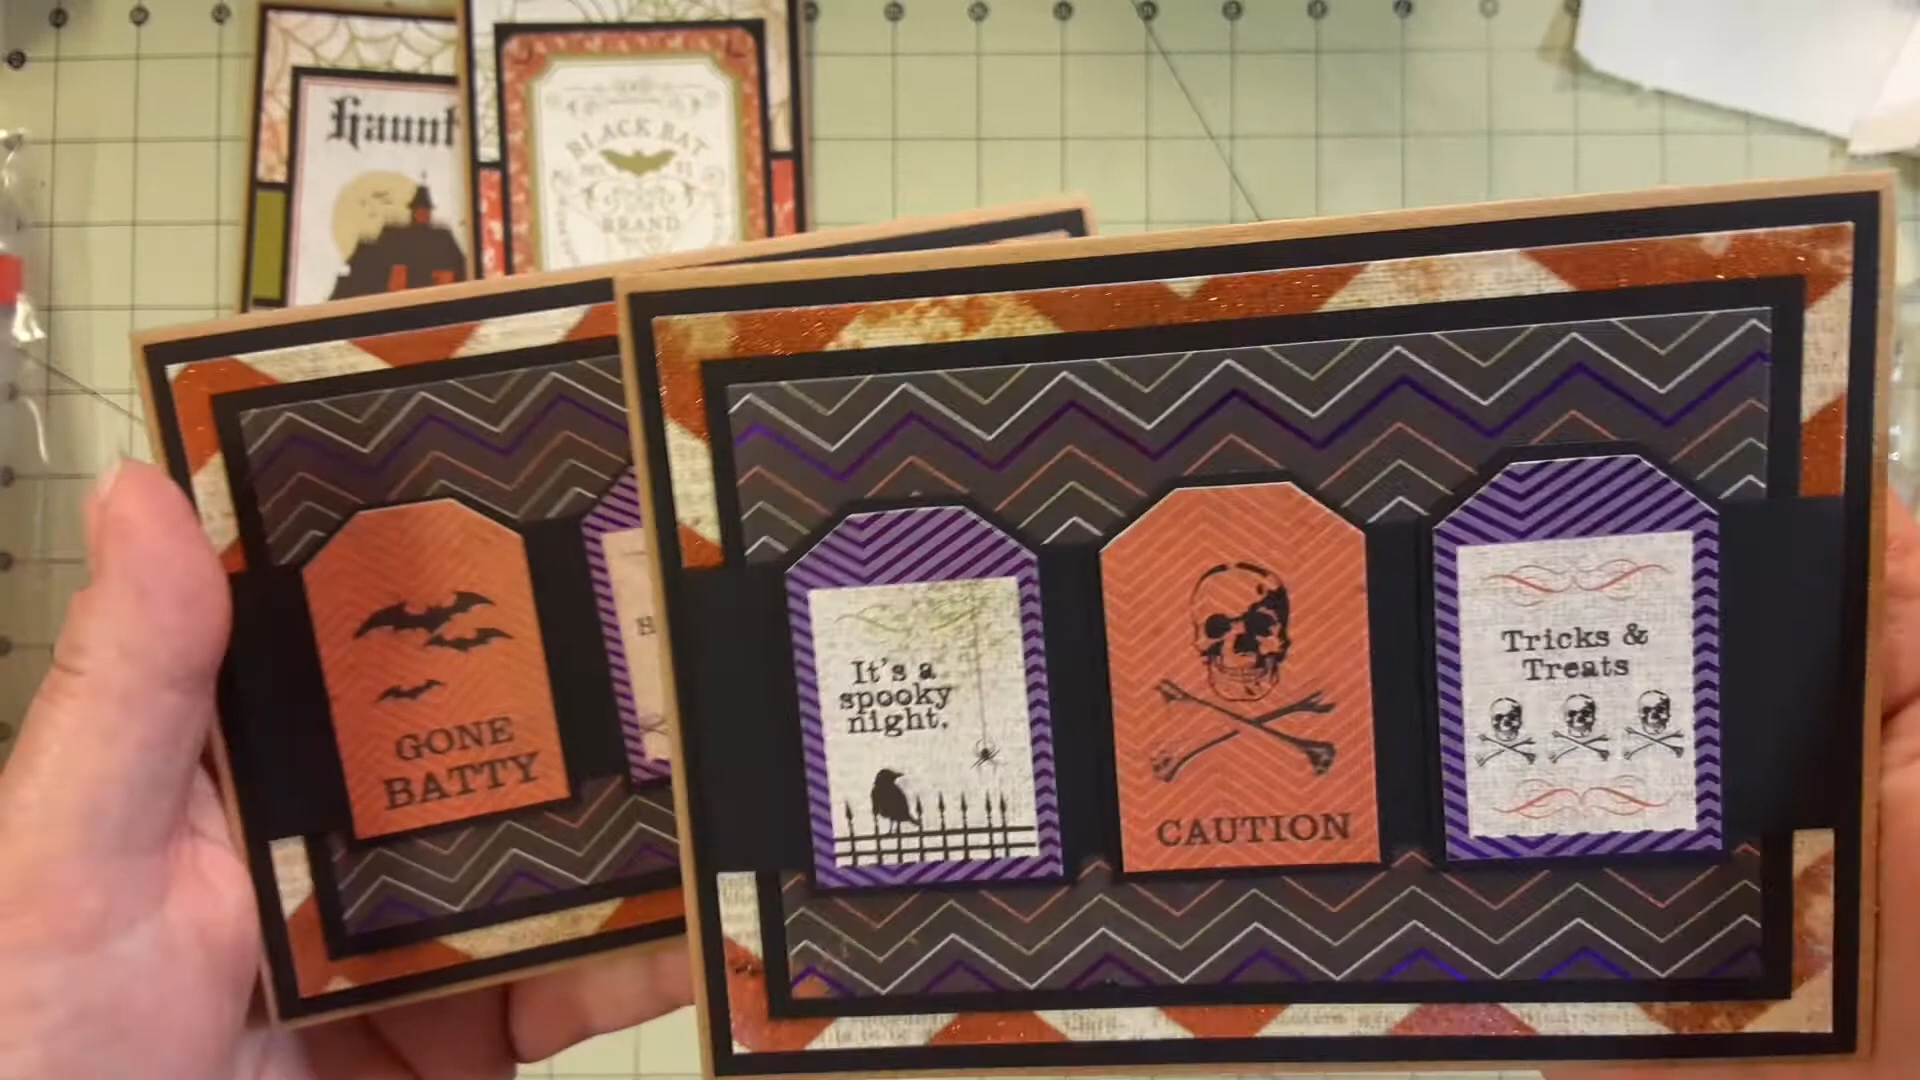 Haunt
BLACK BAT
BRAND
GONE
BATTY
It's a
spooky
night.
CAUTION
Tricks &
Treats